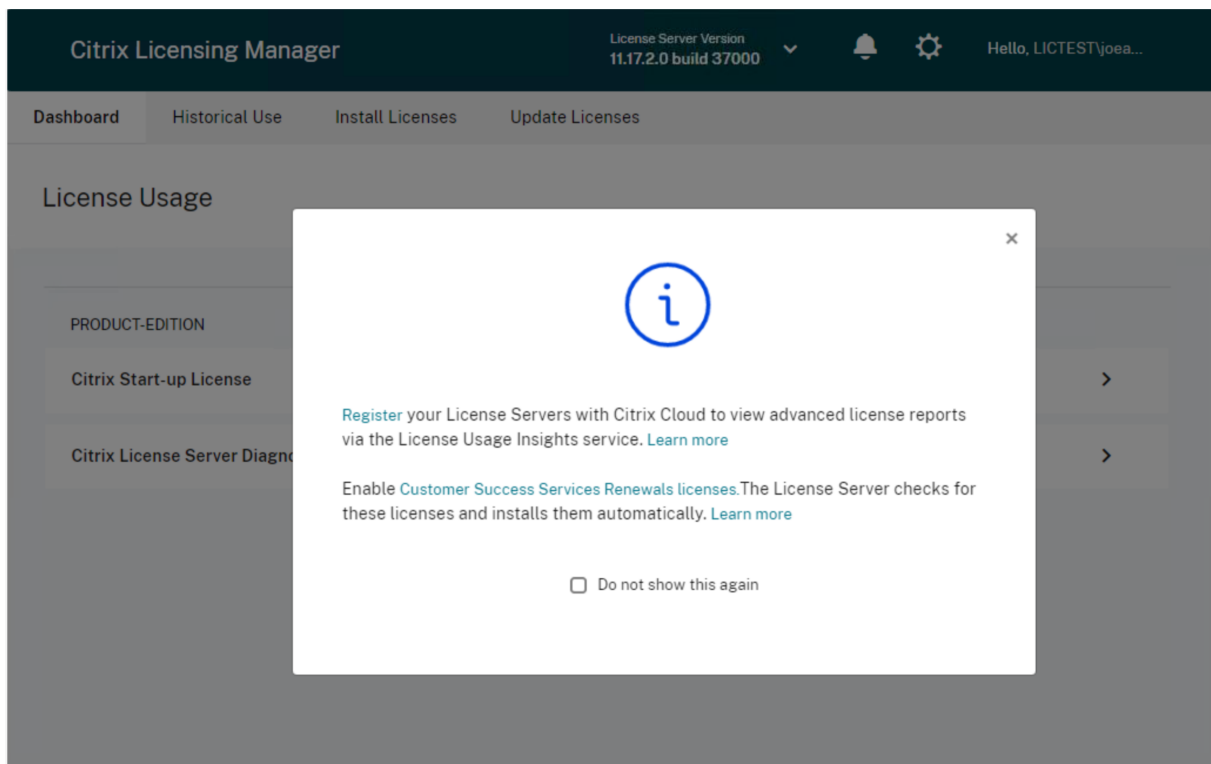 Citrix Licensing Manager
License Server Version
11.17.2.0 build 37000
Hello, LICTEST\joea...
Dashboard
Historical Use
Install Licenses
Update Licenses
License Usage
PRODUCT-EDITION
Citrix Start-up License
Citrix License Server Diagno
Register your License Servers with Citrix Cloud to view advanced license reports
via the License Usage Insights service. Learn more
Enable Customer Success Services Renewals licenses.The License Server checks for
these licenses and installs them automatically. Learn more
Do not show this again